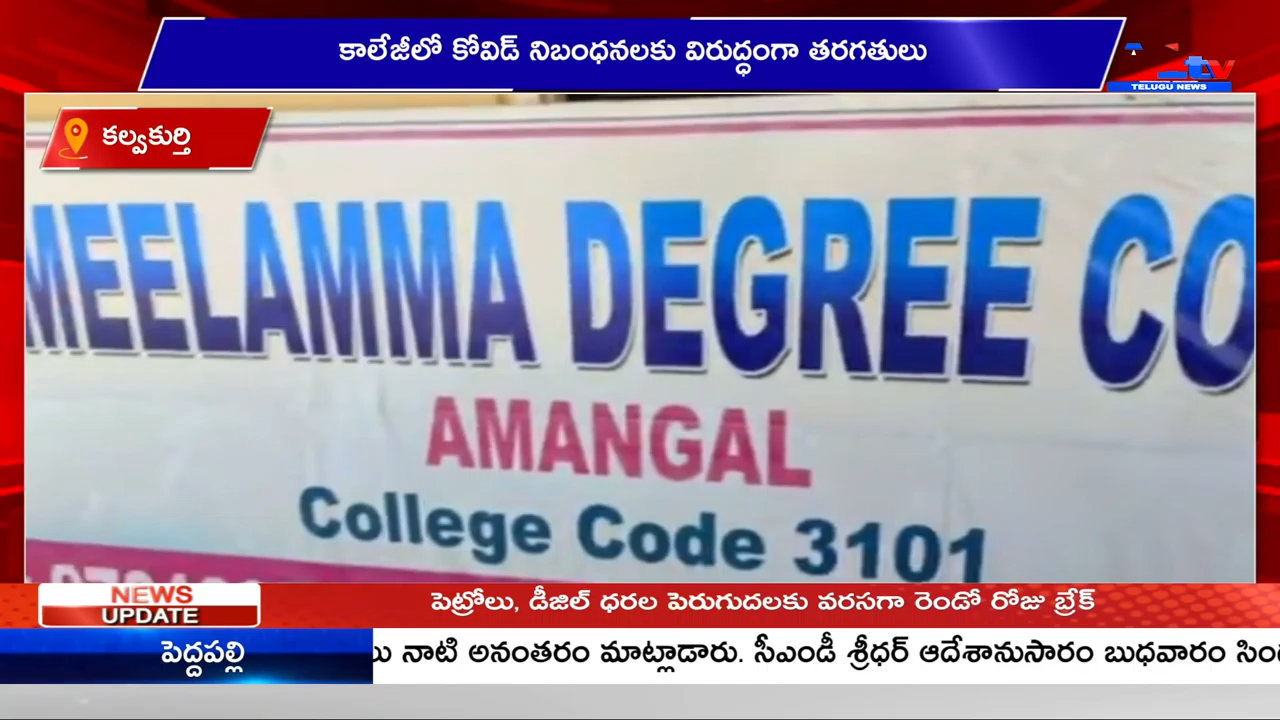 కాలేజీలో కోవిడ్ నిబంధనలకు విరుద్ధంగా తరగతులు
TV
TELUGU NEWS
కల్వకుర్తి
MEELAMMA DEGREE CO
AMANGAL
College Code 3101
NEWS
UPDATE
పెట్రోలు, డీజిల్ ధరల పెరుగుదలకు వరసగా రెండో రోజు బ్రేక్
పెద్దపల్లి
నాటి అనంతరం మాట్లాడారు. సీఎండీ శ్రీధర్ ఆదేశానుసారం బుధవారం